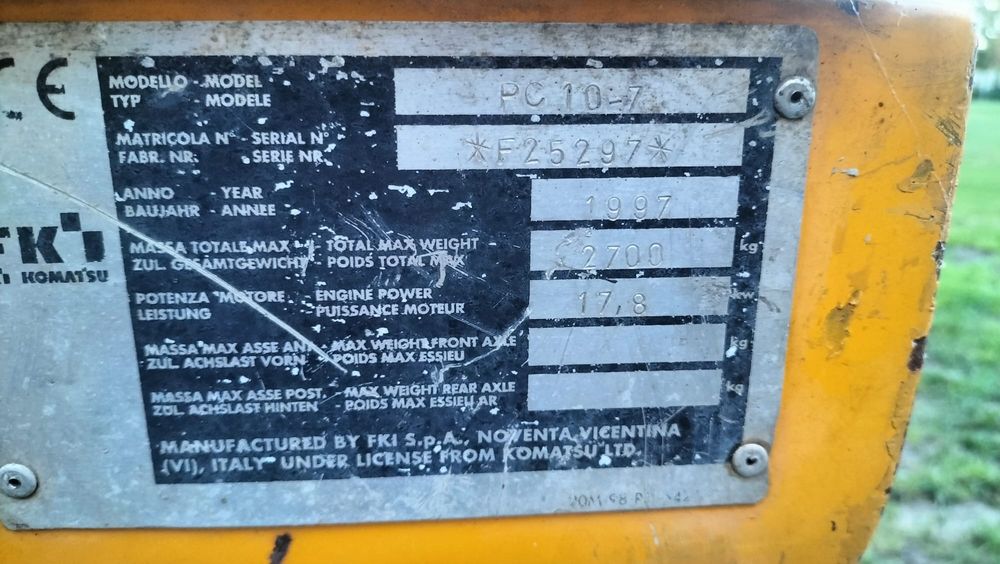 CE
MODELLO - MODEL
TYP - MODELE
PC 10-7
MATRICOLA N° - SERIAL N°
FABR. NR. - SERIE NR.
*F25297*
ANNO - YEAR
BAUJAHR - ANNEE
1997
MASSA TOTALE MAX - TOTAL MAX WEIGHT
ZUL. GESAMTGEWICHT - POIDS TOTAL MAX
2700 kg
POTENZA MOTORE - ENGINE POWER
LEISTUNG - PUISSANCE MOTEUR
17,8 kw
MASSA MAX ASSE ANT. - MAX WEIGHT FRONT AXLE
ZUL. ACHSLAST VORN - POIDS MAX ESSIEU
kg
MASSA MAX ASSE POST. - MAX WEIGHT REAR AXLE
ZUL. ACHSLAST HINTEN - POIDS MAX ESSIEU AR
kg
FKI
KOMATSU
MANUFACTURED BY FKI S.p.A., NOVENTA VICENTINA
(VI), ITALY UNDER LICENSE FROM KOMATSU LTD.